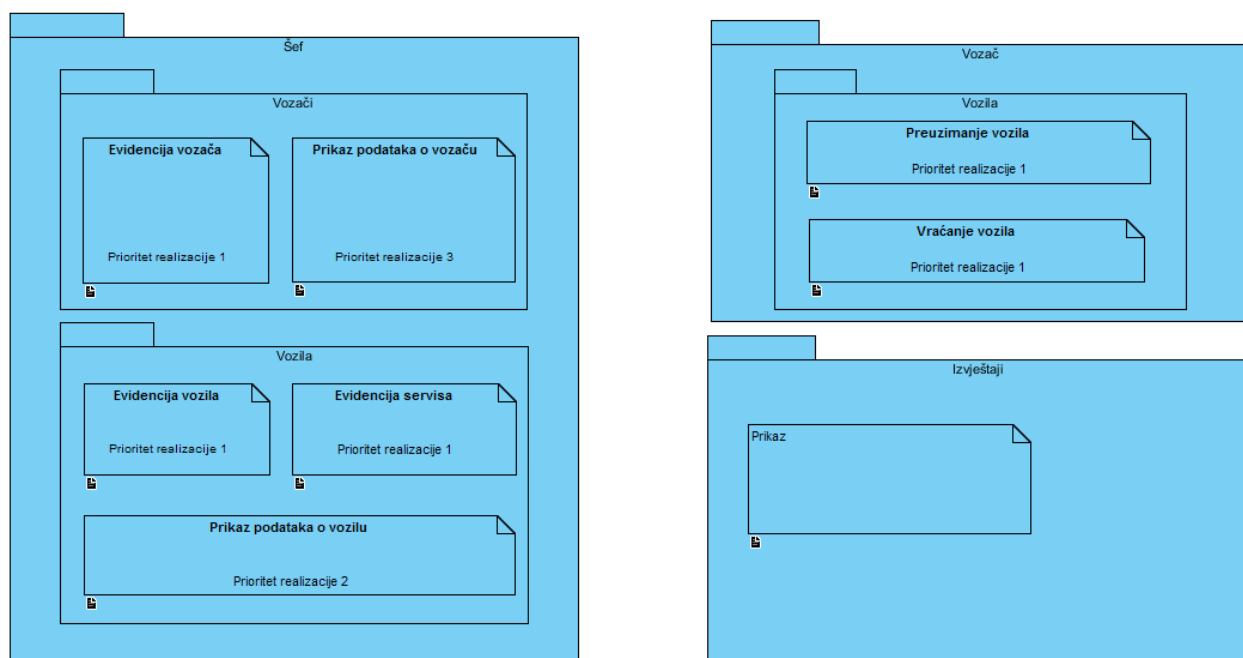 Šef
Vozači
Evidencija vozača
Prioritet realizacije 1
Prikaz podataka o vozaču
Prioritet realizacije 3
Vozila
Evidencija vozila
Prioritet realizacije 1
Evidencija servisa
Prioritet realizacije 1
Prikaz podataka o vozilu
Prioritet realizacije 2
Vozač
Vozila
Preuzimanje vozila
Prioritet realizacije 1
Vraćanje vozila
Prioritet realizacije 1
Izvještaji
Prikaz